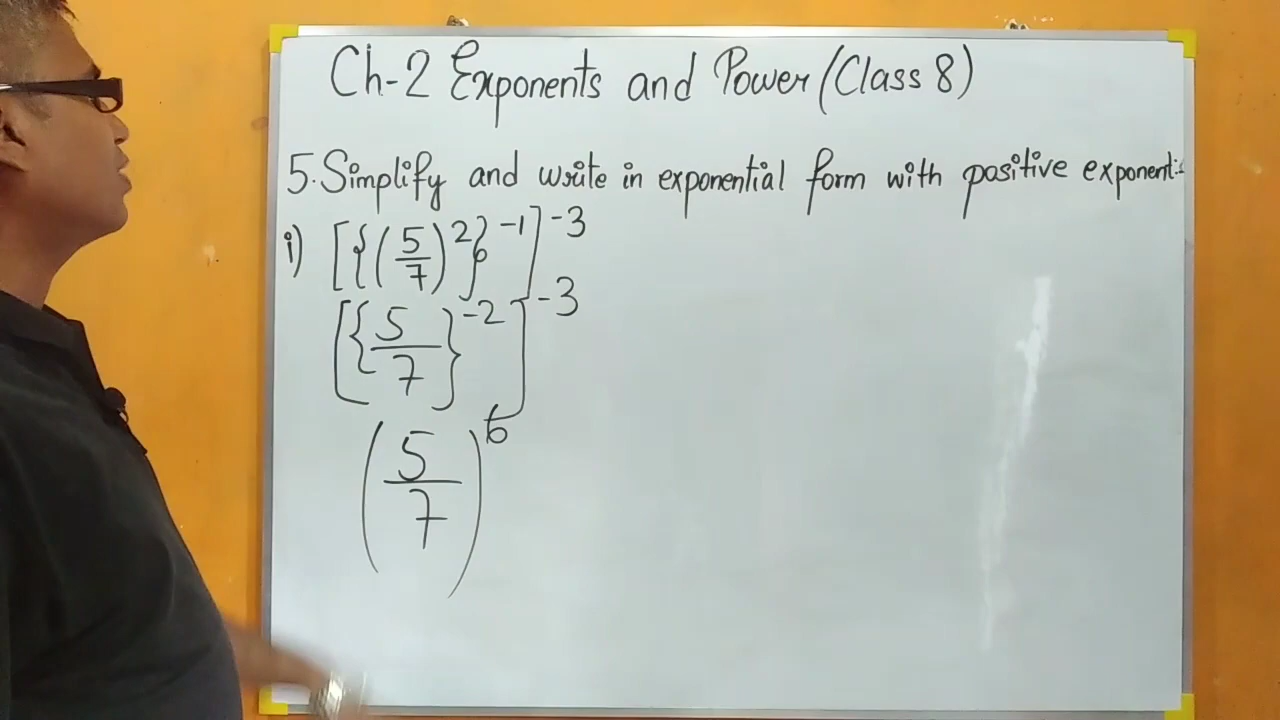 Ch-2 Exponents and Power (Class 8)
5. Simplify and write in exponential form with positive exponent:
i) [{(5/7)^2}^-1]^-3
[{5/7}^-2]^-3
(5/7)^6